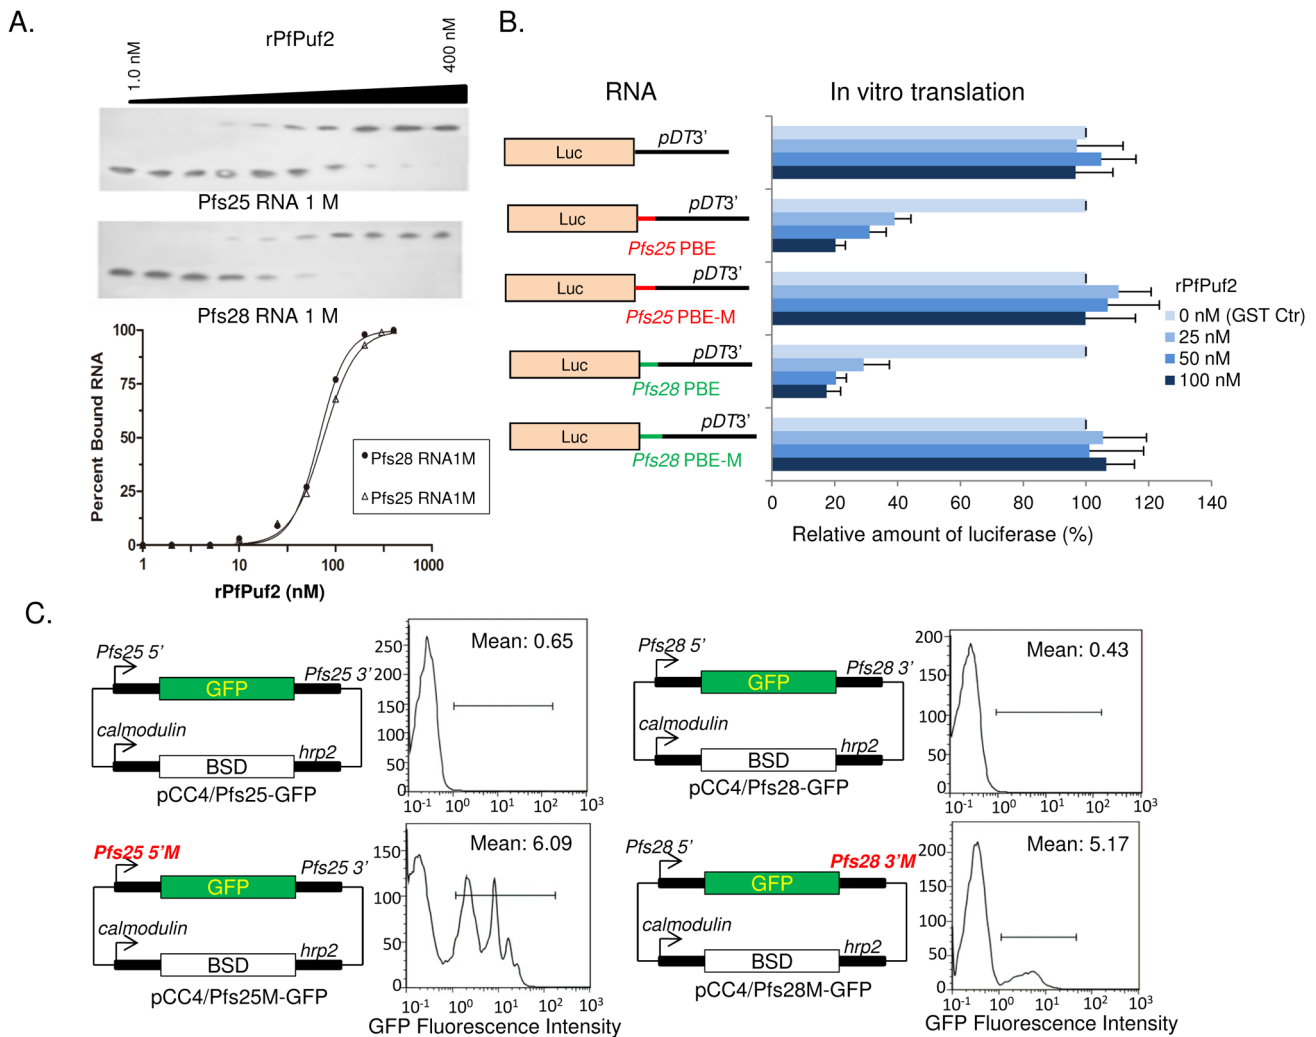 A.
rPfPuf2
1.0 nM
400 nM
Pfs25 RNA 1 M
Pfs28 RNA 1 M
Percent Bound RNA
100
75
50
25
0
1
10
100
1000
rPfPuf2 (nM)
Pfs28 RNA1M
Pfs25 RNA1M
B.
RNA
In vitro translation
Luc
pDT3'
Luc
pDT3'
Pfs25 PBE
Luc
pDT3'
Pfs25 PBE-M
Luc
pDT3'
Pfs28 PBE
Luc
pDT3'
Pfs28 PBE-M
rPfPuf2
0 nM (GST Ctr)
25 nM
50 nM
100 nM
0 20 40 60 80 100 120 140
Relative amount of luciferase (%)
C.
Pfs25 5'
GFP
Pfs25 3'
calmodulin
BSD
hrp2
pCC4/Pfs25-GFP
Mean: 0.65
250
200
150
100
50
0
10-1 100 101 102 103
Pfs28 5'
GFP
Pfs28 3'
calmodulin
BSD
hrp2
pCC4/Pfs28-GFP
Mean: 0.43
200
150
100
50
0
10-1 100 101 102 103
Pfs25 5'M
GFP
Pfs25 3'
calmodulin
BSD
hrp2
pCC4/Pfs25M-GFP
Mean: 6.09
150
100
50
0
10-1 100 101 102 103
GFP Fluorescence Intensity
Pfs28 5'
GFP
Pfs28 3'M
calmodulin
BSD
hrp2
pCC4/Pfs28M-GFP
Mean: 5.17
200
150
100
50
0
10-1 100 101 102 103
GFP Fluorescence Intensity